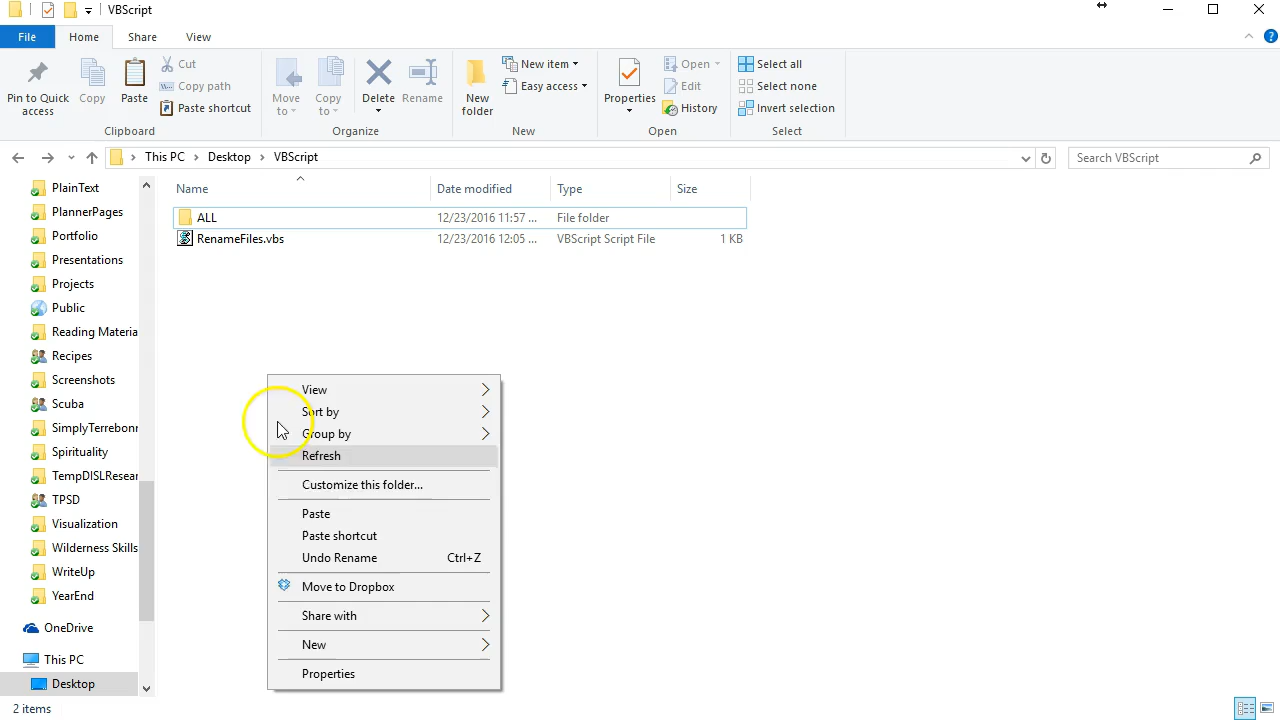 VBScript
File Home Share View
Pin to Quick access
Copy
Paste
Cut
Copy path
Paste shortcut
Clipboard
Move to
Copy to
Delete
Rename
Organize
New folder
New item
Easy access
New
Properties
Open
Edit
History
Open
Select all
Select none
Invert selection
Select
This PC > Desktop > VBScript
Search VBScript
Name Date modified Type Size
ALL 12/23/2016 11:57 ... File folder
RenameFiles.vbs 12/23/2016 12:05 ... VBScript Script File 1 KB
PlainText
PlannerPages
Portfolio
Presentations
Projects
Public
Reading Materia
Recipes
Screenshots
Scuba
SimplyTerrebonn
Spirituality
TempDISLResear
TPSD
Visualization
Wilderness Skills
WriteUp
YearEnd
OneDrive
This PC
Desktop
View
Sort by
Group by
Refresh
Customize this folder...
Paste
Paste shortcut
Undo Rename Ctrl+Z
Move to Dropbox
Share with
New
Properties
2 items